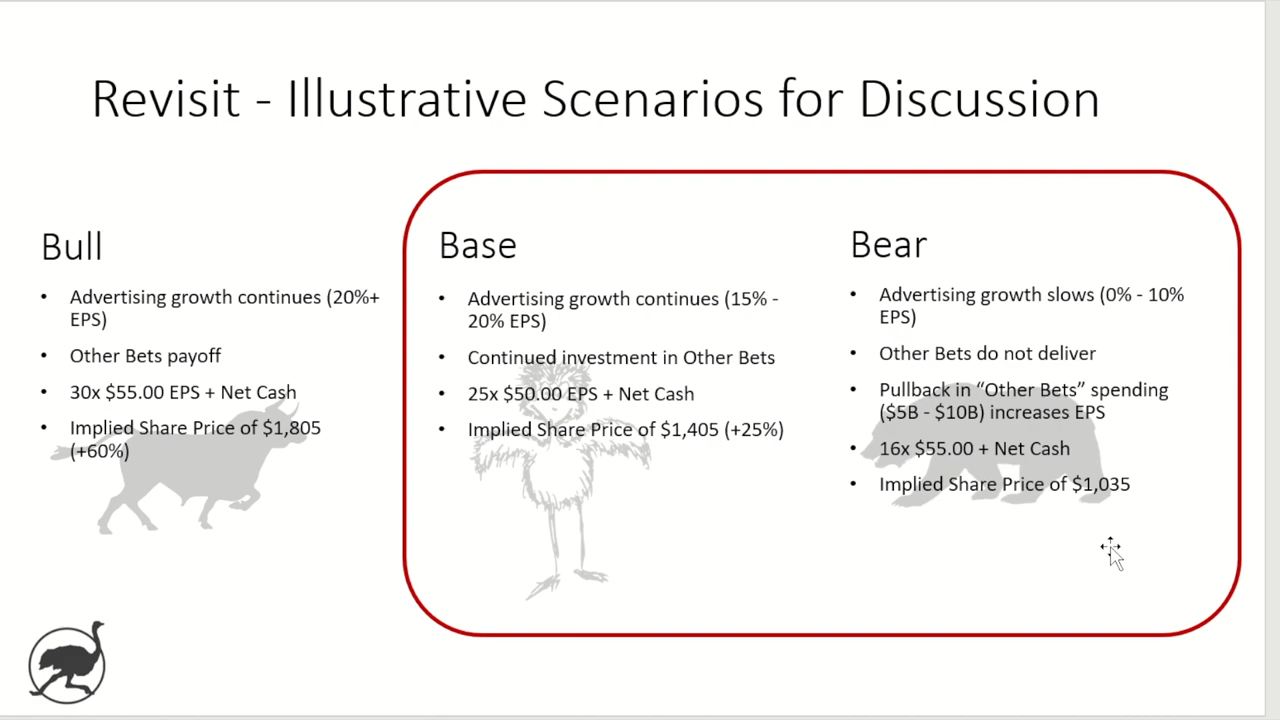 Revisit - Illustrative Scenarios for Discussion
Bull
• Advertising growth continues (20%+
EPS)
• Other Bets payoff
• 30x $55.00 EPS + Net Cash
• Implied Share Price of $1,805
(+60%)
Base
• Advertising growth continues (15% -
20% EPS)
• Continued investment in Other Bets
• 25x $50.00 EPS + Net Cash
• Implied Share Price of $1,405 (+25%)
Bear
• Advertising growth slows (0% - 10%
EPS)
• Other Bets do not deliver
• Pullback in “Other Bets” spending
($5B - $10B) increases EPS
• 16x $55.00 + Net Cash
• Implied Share Price of $1,035